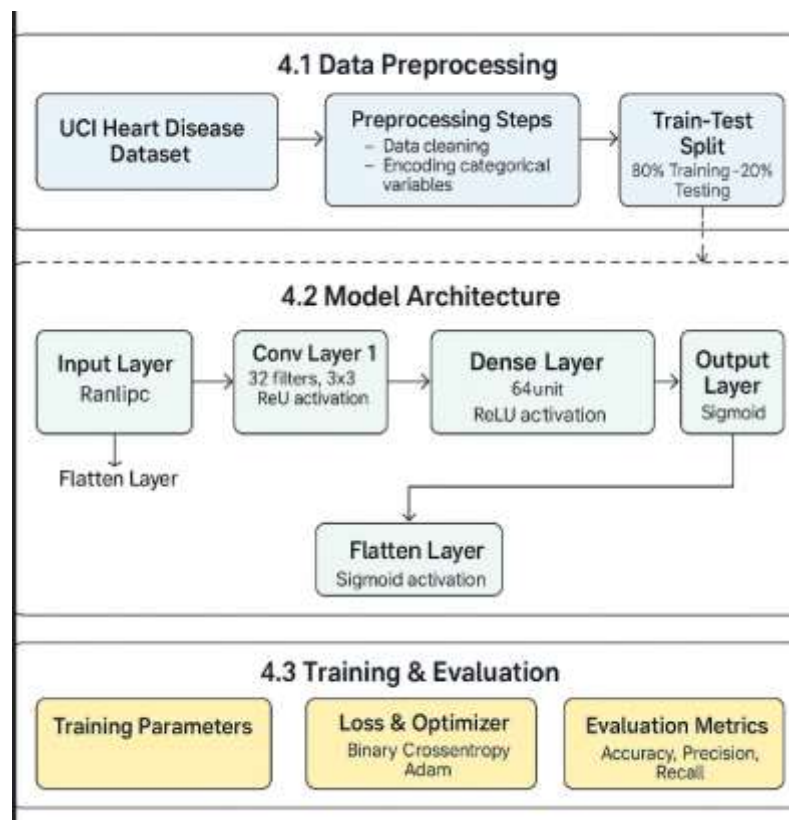 4.1 Data Preprocessing
UCI Heart Disease
Dataset
Preprocessing Steps
– Data cleaning
– Encoding categorical
variables
Train-Test
Split
80% Training -20%
Testing
4.2 Model Architecture
Input Layer
Ranlipc
Conv Layer 1
32 filters, 3x3
ReU activation
Dense Layer
64unit
ReLU activation
Output
Layer
Sigmoid
Flatten Layer
Flatten Layer
Sigmoid activation
4.3 Training & Evaluation
Training Parameters
Loss & Optimizer
Binary Crossentropy
Adam
Evaluation Metrics
Accuracy, Precision,
Recall